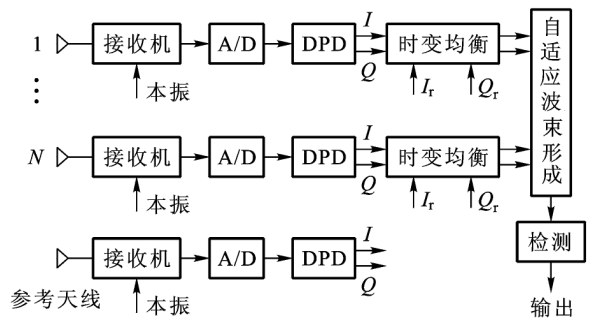 1 接收机 A/D DPD I Q 时变均衡 自适应波束形成
本振 Ir Qr
⋮
N 接收机 A/D DPD I Q 时变均衡
本振 Ir Qr
检测
接收机 A/D DPD I Q
参考天线 本振 输出